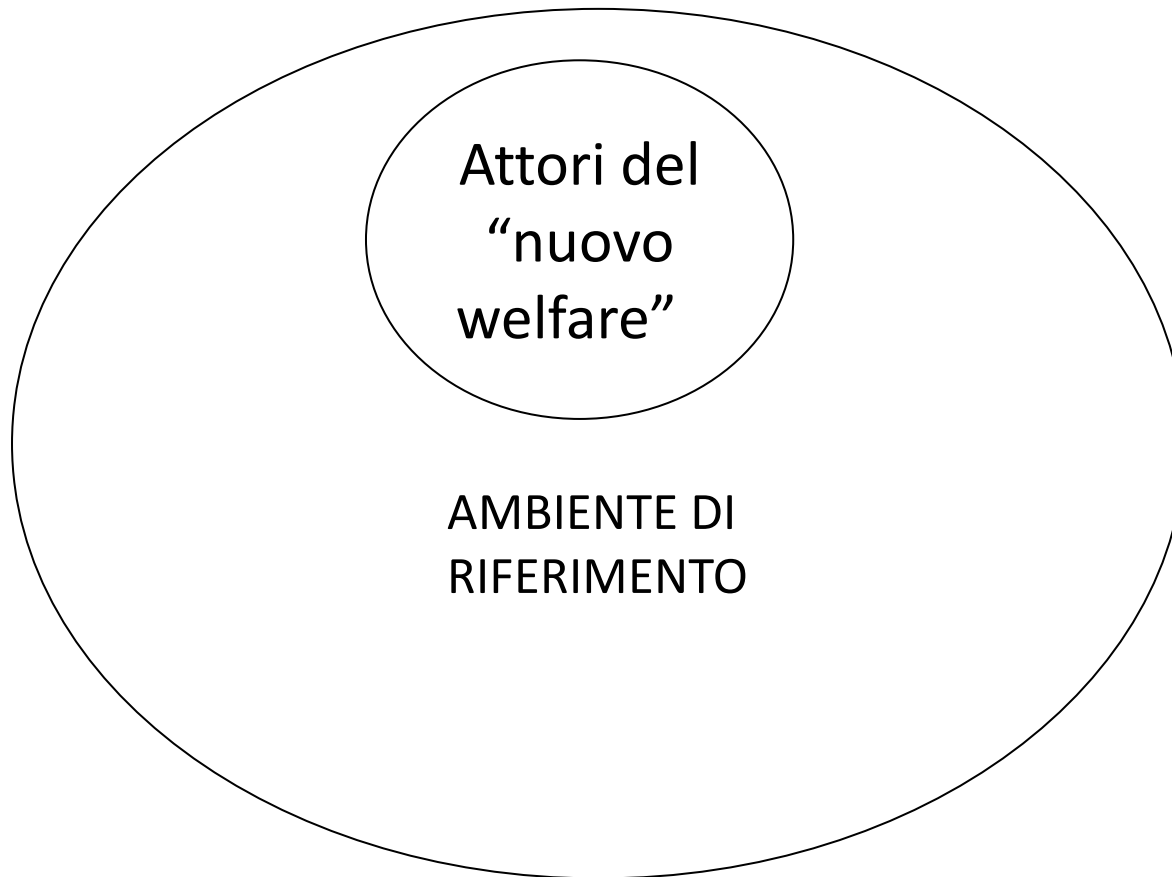 Attori del
“nuovo
welfare”
AMBIENTE DI
RIFERIMENTO